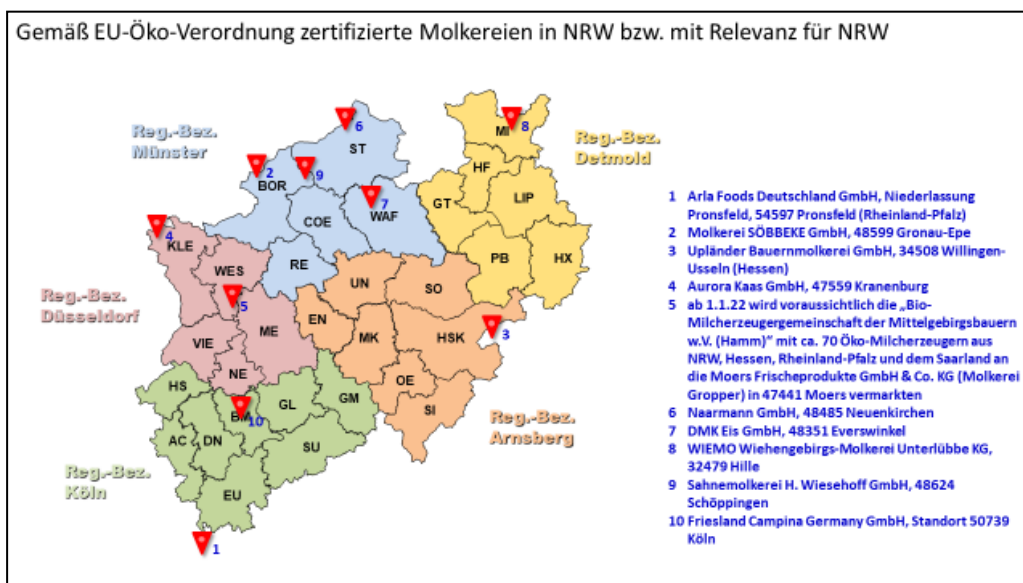 Gemäß EU-Öko-Verordnung zertifizierte Molkereien in NRW bzw. mit Relevanz für NRW
Reg.-Bez.
Münster
Reg.-Bez.
Detmold
Reg.-Bez.
Düsseldorf
Reg.-Bez.
Arnsberg
Reg.-Bez.
Köln
6
ST
8
MI
2
BOR
9
HF
7
WAF
GT
LIP
COE
4
KLE
WES
RE
PB
HX
UN
SO
5
ME
EN
MK
HSK
3
VIE
NE
OE
HS
BM
10
GL
GM
SI
AC
DN
SU
EU
1
1 Arla Foods Deutschland GmbH, Niederlassung
Pronsfeld, 54597 Pronsfeld (Rheinland-Pfalz)
2 Molkerei SÖBBEKE GmbH, 48599 Gronau-Epe
3 Upländer Bauernmolkerei GmbH, 34508 Willingen-
Usseln (Hessen)
4 Aurora Kaas GmbH, 47559 Kranenburg
5 ab 1.1.22 wird voraussichtlich die „Bio-
Milcherzeugergemeinschaft der Mittelgebirgsbauern
w.V. (Hamm)“ mit ca. 70 Öko-Milcherzeugern aus
NRW, Hessen, Rheinland-Pfalz und dem Saarland an
die Moers Frischeprodukte GmbH & Co. KG (Molkerei
Gropper) in 47441 Moers vermarkten
6 Naarmann GmbH, 48485 Neuenkirchen
7 DMK Eis GmbH, 48351 Everswinkel
8 WIEMO Wiehengebirgs-Molkerei Unterlübbe KG,
32479 Hille
9 Sahnemolkerei H. Wiesehoff GmbH, 48624
Schöppingen
10 Friesland Campina Germany GmbH, Standort 50739
Köln